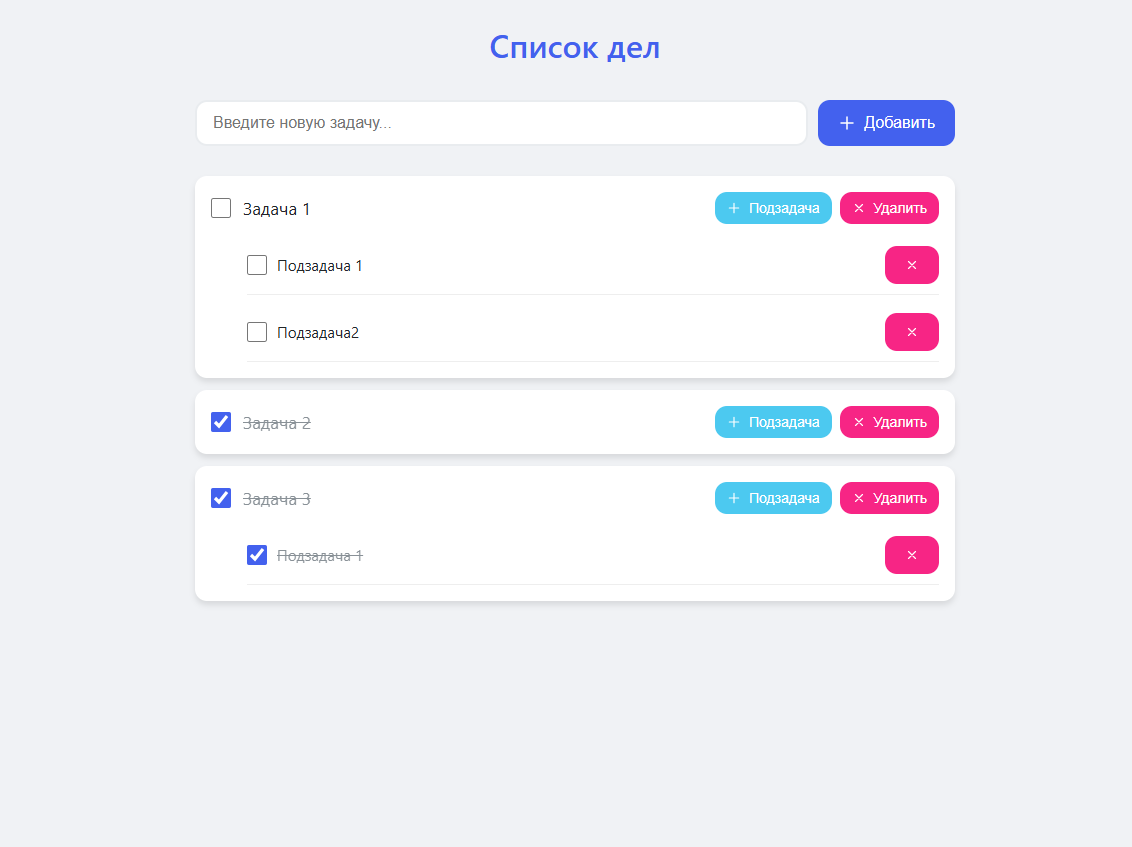 Список дел
Введите новую задачу... + Добавить
Задача 1 + Подзадача × Удалить
Подзадача 1 ×
Подзадача2 ×
Задача 2 + Подзадача × Удалить
Задача 3 + Подзадача × Удалить
Подзадача 1 ×